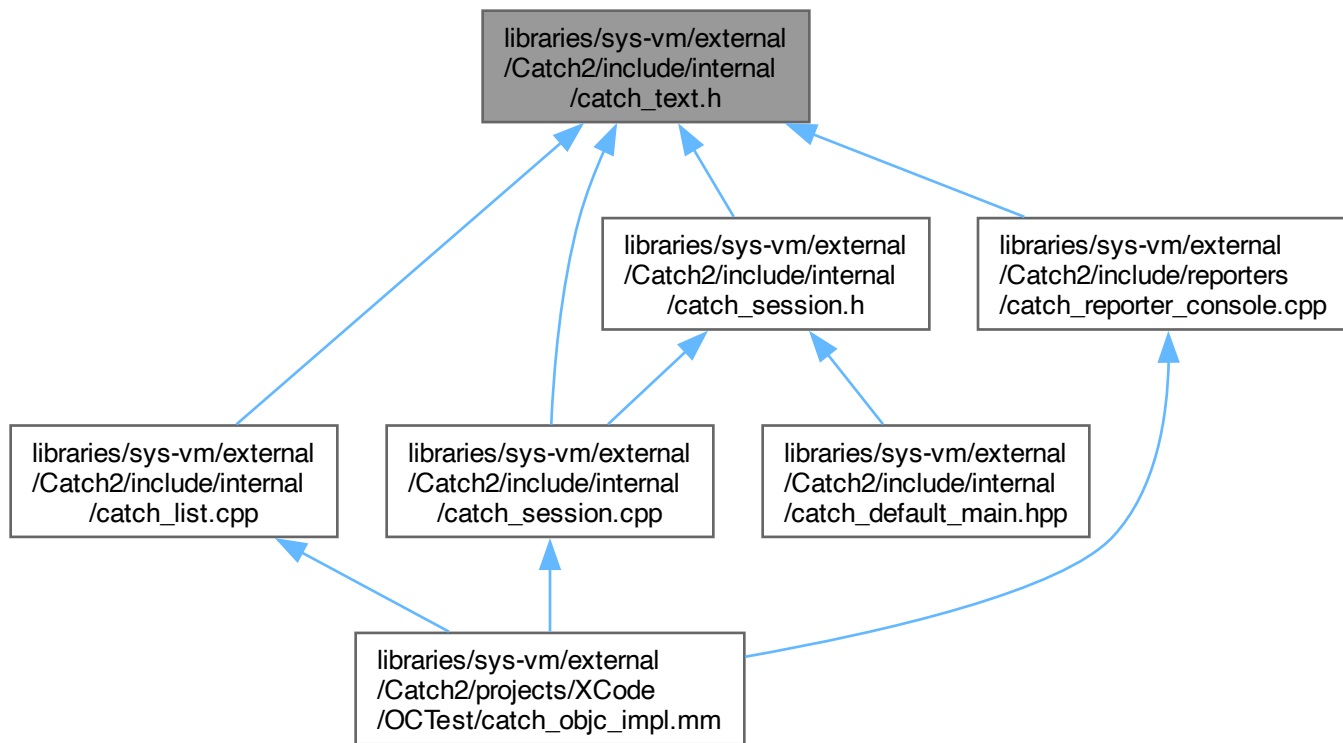 libraries/sys-vm/external
/Catch2/include/internal
/catch_text.h
libraries/sys-vm/external
/Catch2/include/internal
/catch_session.h
libraries/sys-vm/external
/Catch2/include/reporters
/catch_reporter_console.cpp
libraries/sys-vm/external
/Catch2/include/internal
/catch_list.cpp
libraries/sys-vm/external
/Catch2/include/internal
/catch_session.cpp
libraries/sys-vm/external
/Catch2/include/internal
/catch_default_main.hpp
libraries/sys-vm/external
/Catch2/projects/XCode
/OCTest/catch_objc_impl.mm